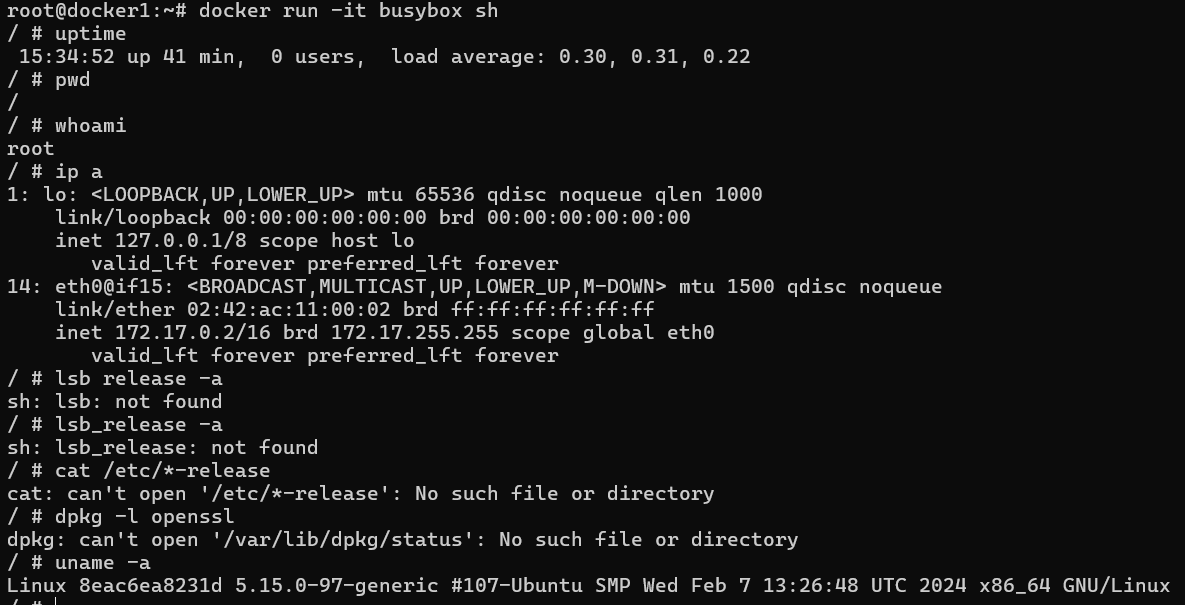 root@docker1:~# docker run -it busybox sh
/ # uptime
 15:34:52 up 41 min,  0 users,  load average: 0.30, 0.31, 0.22
/ # pwd
/
/ # whoami
root
/ # ip a
1: lo: <LOOPBACK,UP,LOWER_UP> mtu 65536 qdisc noqueue qlen 1000
    link/loopback 00:00:00:00:00:00 brd 00:00:00:00:00:00
    inet 127.0.0.1/8 scope host lo
       valid_lft forever preferred_lft forever
14: eth0@if15: <BROADCAST,MULTICAST,UP,LOWER_UP,M-DOWN> mtu 1500 qdisc noqueue
    link/ether 02:42:ac:11:00:02 brd ff:ff:ff:ff:ff:ff
    inet 172.17.0.2/16 brd 172.17.255.255 scope global eth0
       valid_lft forever preferred_lft forever
/ # lsb release -a
sh: lsb: not found
/ # lsb_release -a
sh: lsb_release: not found
/ # cat /etc/*-release
cat: can't open '/etc/*-release': No such file or directory
/ # dpkg -l openssl
dpkg: can't open '/var/lib/dpkg/status': No such file or directory
/ # uname -a
Linux 8eac6ea8231d 5.15.0-97-generic #107-Ubuntu SMP Wed Feb 7 13:26:48 UTC 2024 x86_64 GNU/Linux
/ #